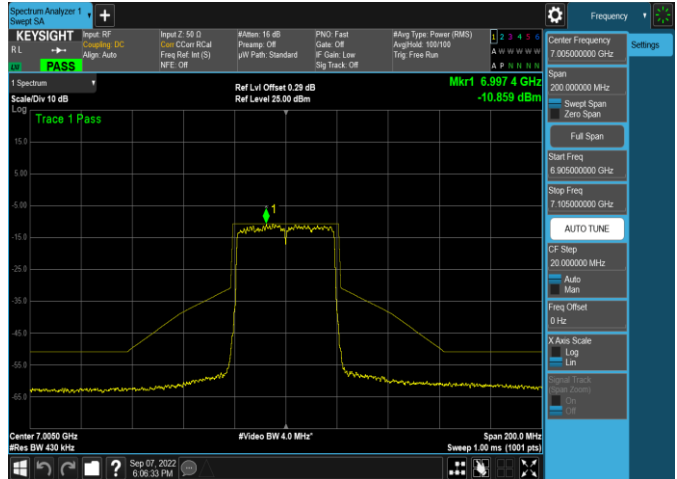 Spectrum Analyzer 1
Swept SA
Frequency
KEYSIGHT
Input: RF
Input Z: 50 Ω
#Atten: 16 dB
PNO: Fast
#Avg Type: Power (RMS)
1 2 3 4 5 6
RL
Coupling: DC
Corr CCorr RCal
Preamp: Off
Gate: Off
Avg|Hold: 100/100
A W W W W W
Align: Auto
Freq Ref: Int (S)
µW Path: Standard
IF Gain: Low
Trig: Free Run
PASS
NFE: Off
Sig Track: Off
A P N N N N
1 Spectrum
Ref Lvl Offset 0.29 dB
Mkr1 6.997 4 GHz
Scale/Div 10 dB
Ref Level 25.00 dBm
-10.859 dBm
Log
Trace 1 Pass
15.0
5.00
-5.00
1
-15.0
-25.0
-35.0
-45.0
-55.0
-65.0
Center 7.0050 GHz
#Video BW 4.0 MHz*
Span 200.0 MHz
#Res BW 430 kHz
Sweep 1.00 ms (1001 pts)
Sep 07, 2022
6:06:33 PM
Settings
Center Frequency
7.005000000 GHz
Span
200.000000 MHz
Swept Span
Zero Span
Full Span
Start Freq
6.905000000 GHz
Stop Freq
7.105000000 GHz
AUTO TUNE
CF Step
20.000000 MHz
Auto
Man
Freq Offset
0 Hz
X Axis Scale
Log
Lin
Signal Track
(Span Zoom)
On
Off